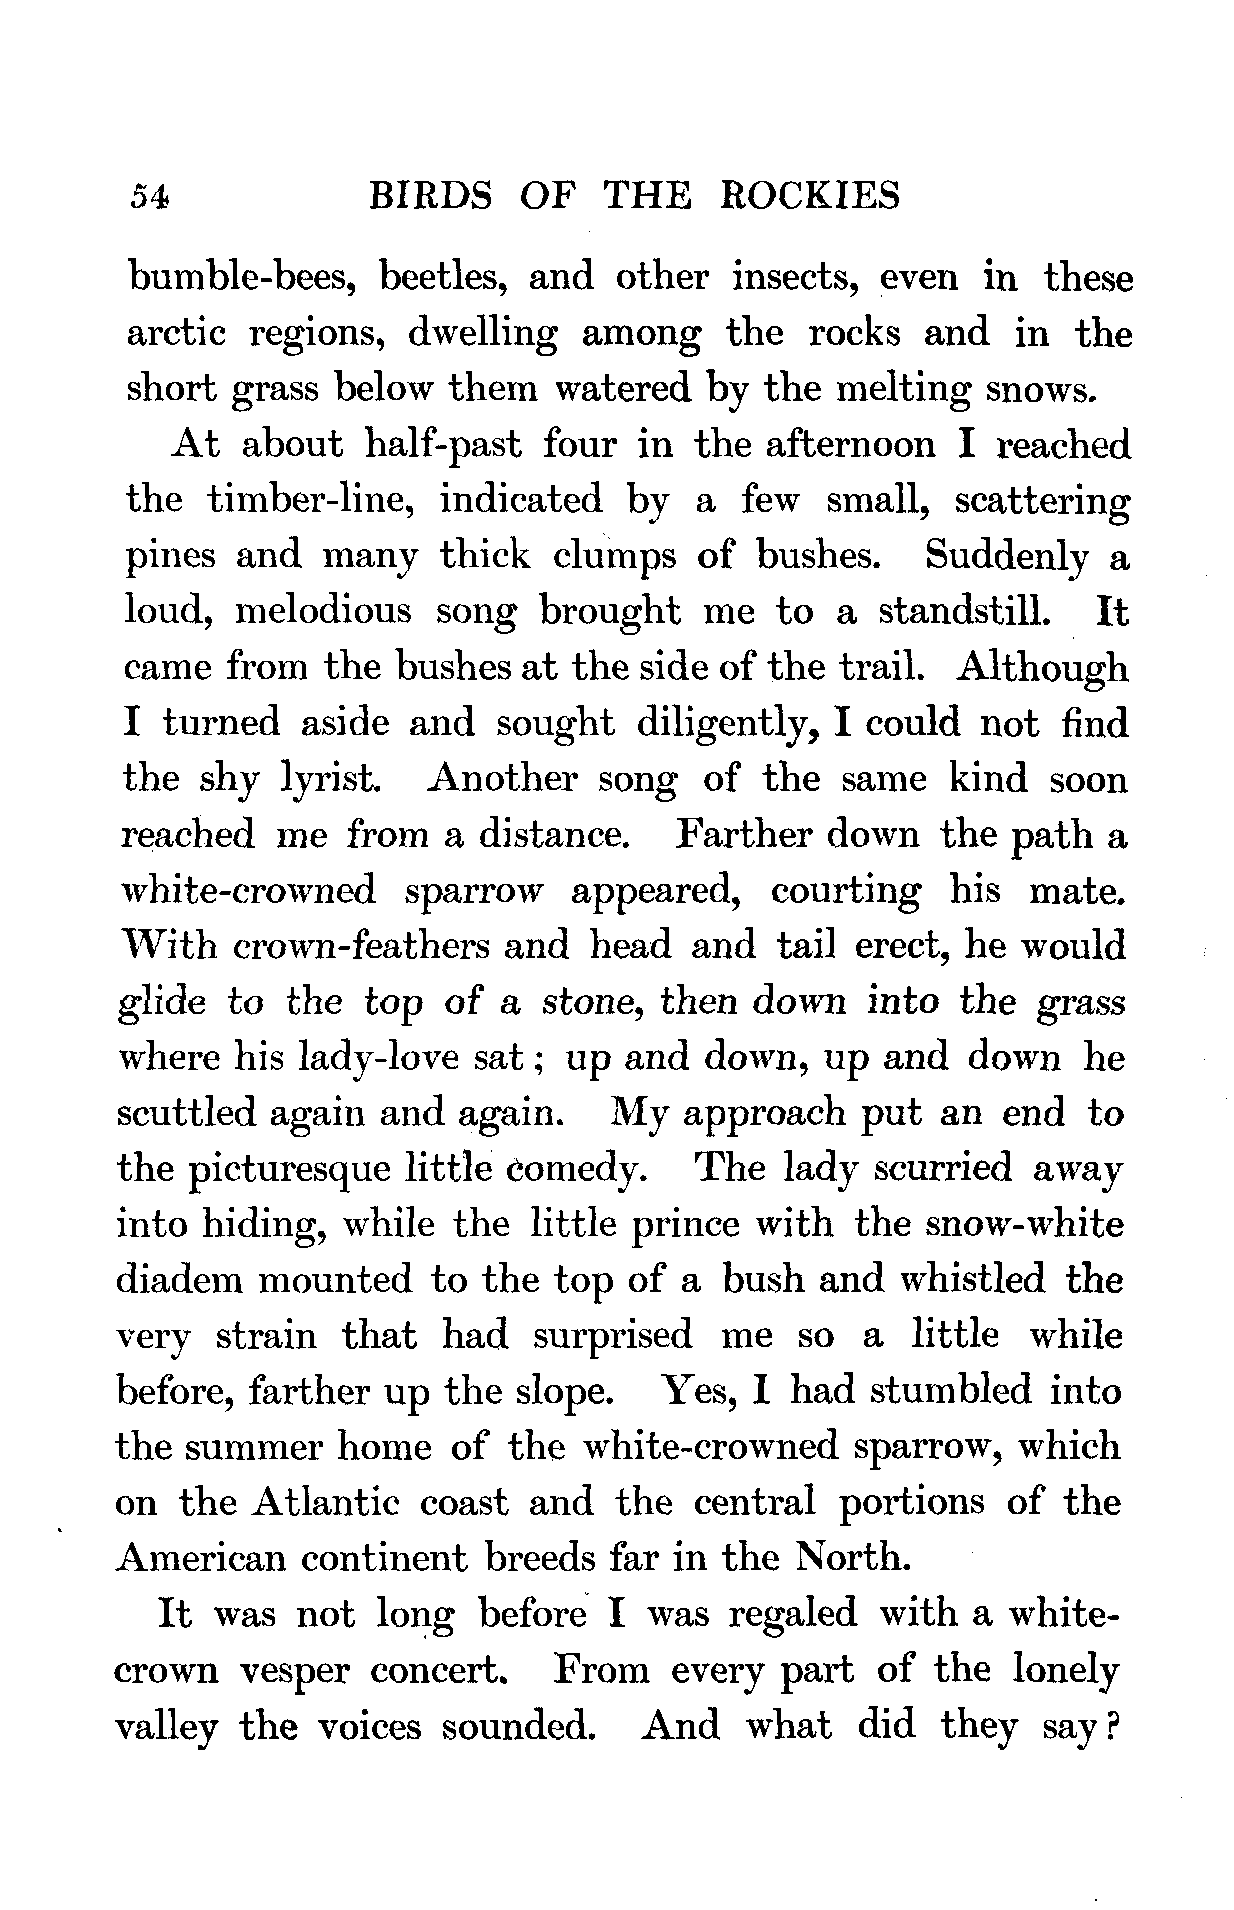 54 BIRDS OF THE ROCKIES
bumble-bees, beetles, and other insects, even in these
arctic regions, dwelling among the rocks and in the
short grass below them watered by the melting snows.
At about half-past four in the afternoon I reached
the timber-line, indicated by a few small, scattering
pines and many thick clumps of bushes. Suddenly a
loud, melodious song brought me to a standstill. It
came from the bushes at the side of the trail. Although
I turned aside and sought diligently, I could not find
the shy lyrist. Another song of the same kind soon
reached me from a distance. Farther down the path a
white-crowned sparrow appeared, courting his mate.
With crown-feathers and head and tail erect, he would
glide to the top of a stone, then down into the grass
where his lady-love sat; up and down, up and down he
scuttled again and again. My approach put an end to
the picturesque little comedy. The lady scurried away
into hiding, while the little prince with the snow-white
diadem mounted to the top of a bush and whistled the
very strain that had surprised me so a little while
before, farther up the slope. Yes, I had stumbled into
the summer home of the white-crowned sparrow, which
on the Atlantic coast and the central portions of the
American continent breeds far in the North.
It was not long before I was regaled with a white-
crown vesper concert. From every part of the lonely
valley the voices sounded. And what did they say?